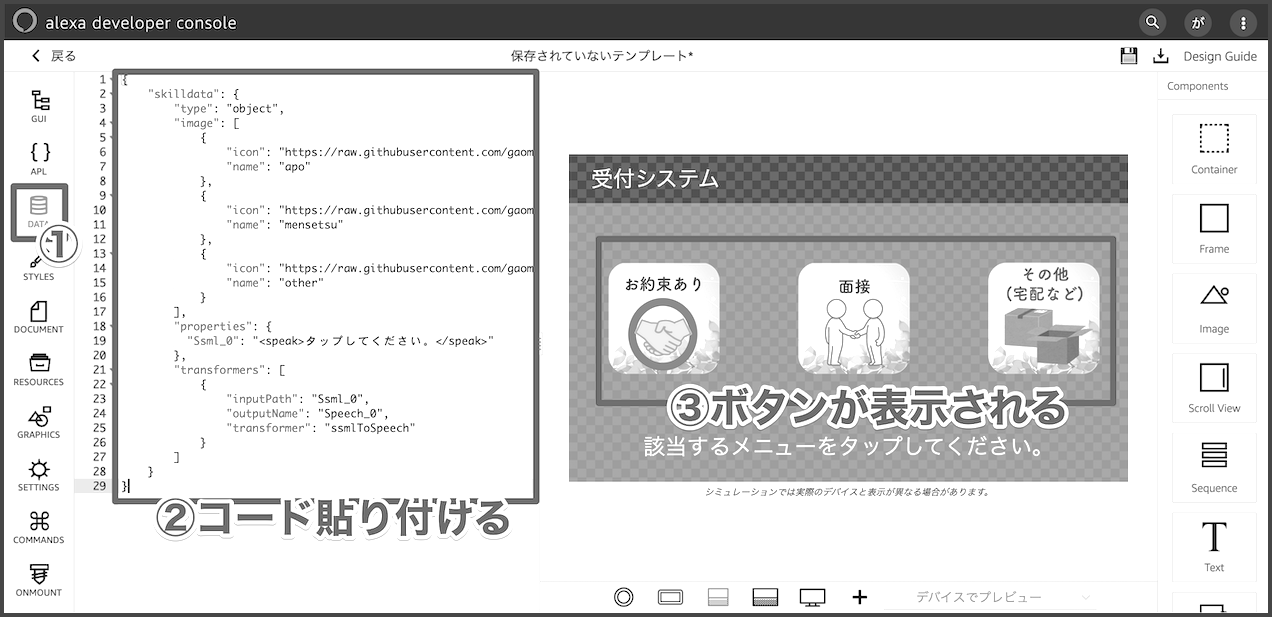 alexa developer console
が
戻る
保存されていないテンプレート*
Design Guide
GUI
{ }
APL
DATA
①
STYLES
DOCUMENT
RESOURCES
GRAPHICS
SETTINGS
COMMANDS
ONMOUNT
1 {
2 "skilldata": {
3 "type": "object",
4 "image": [
5 {
6 "icon": "https://raw.githubusercontent.com/gaom
7 "name": "apo"
8 },
9 {
10 "icon": "https://raw.githubusercontent.com/gaom
11 "name": "mensetsu"
12 },
13 {
14 "icon": "https://raw.githubusercontent.com/gaom
15 "name": "other"
16 }
17 ],
18 "properties": {
19 "Ssml_0": "<speak>タップしてください。</speak>"
20 },
21 "transformers": [
22 {
23 "inputPath": "Ssml_0",
24 "outputName": "Speech_0",
25 "transformer": "ssmlToSpeech"
26 }
27 ]
28 }
29 }
②コード貼り付ける
受付システム
お約束あり
面接
その他
(宅配など)
③ボタンが表示される
該当するメニューをタップしてください。
シミュレーションでは実際のデバイスと表示が異なる場合があります。
デバイスでプレビュー
Components
Container
Frame
Image
Scroll View
Sequence
T
Text